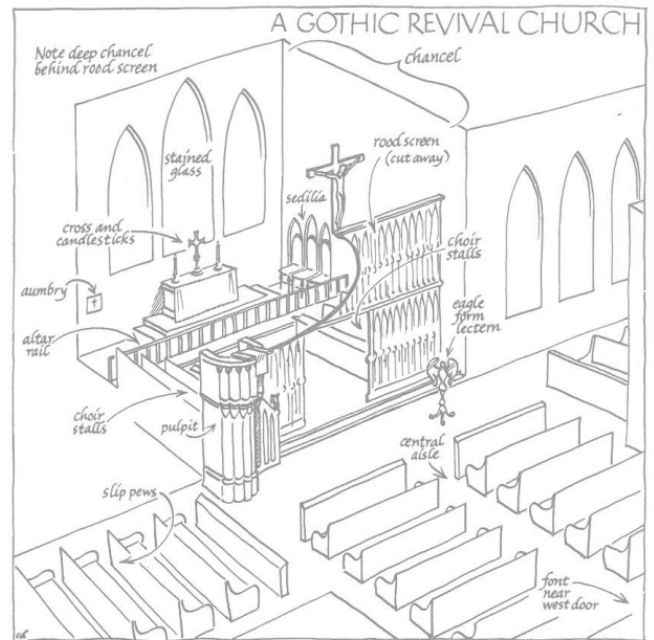 A GOTHIC REVIVAL CHURCH
Note deep chancel
behind rood screen
chancel
stained
glass
rood screen
(cut away)
sedilia
cross and
candlesticks
choir
stalls
aumbry
eagle
form
lectern
altar
rail
choir
stalls
pulpit
central
aisle
slip pews
font
near
west door
cd